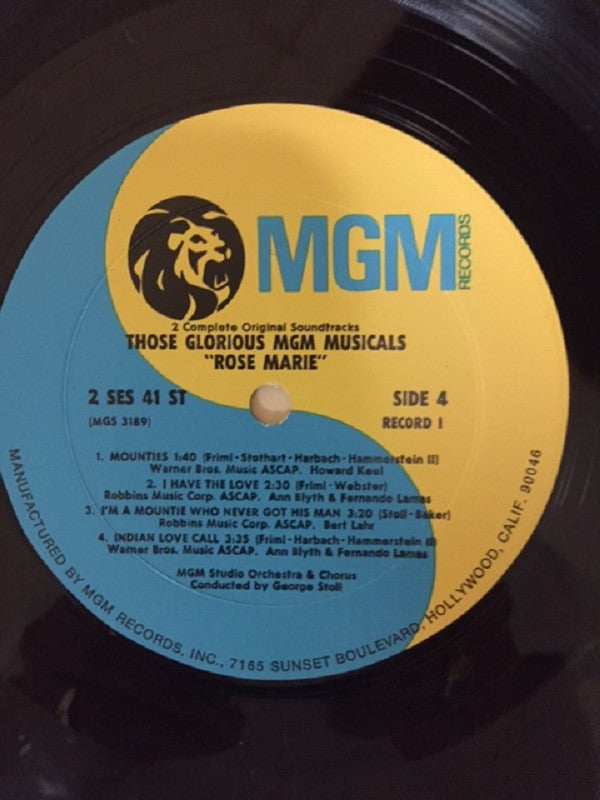 MGM RECORDS
2 Complete Original Soundtracks
THOSE GLORIOUS MGM MUSICALS
"ROSE MARIE"
2 SES 41 ST
SIDE 4
(MGS 3189)
RECORD 1
1. MOUNTIES 1:40 (Friml-Stothart-Harbach-Hammerstein II)
Warner Bros. Music ASCAP. Howard Keel
2. I HAVE THE LOVE 2:30 (Friml-Webster)
Robbins Music Corp. ASCAP. Ann Blyth & Fernando Lamas
3. I'M A MOUNTIE WHO NEVER GOT HIS MAN 3:20 (Stoll-Baker)
Robbins Music Corp. ASCAP. Bert Lahr
4. INDIAN LOVE CALL 3:35 (Friml-Harbach-Hammerstein II)
Warner Bros. Music ASCAP. Ann Blyth & Fernando Lamas
MGM Studio Orchestra & Chorus
Conducted by George Stoll
MANUFACTURED BY MGM RECORDS, INC., 7165 SUNSET BOULEVARD, HOLLYWOOD, CALIF. 90046